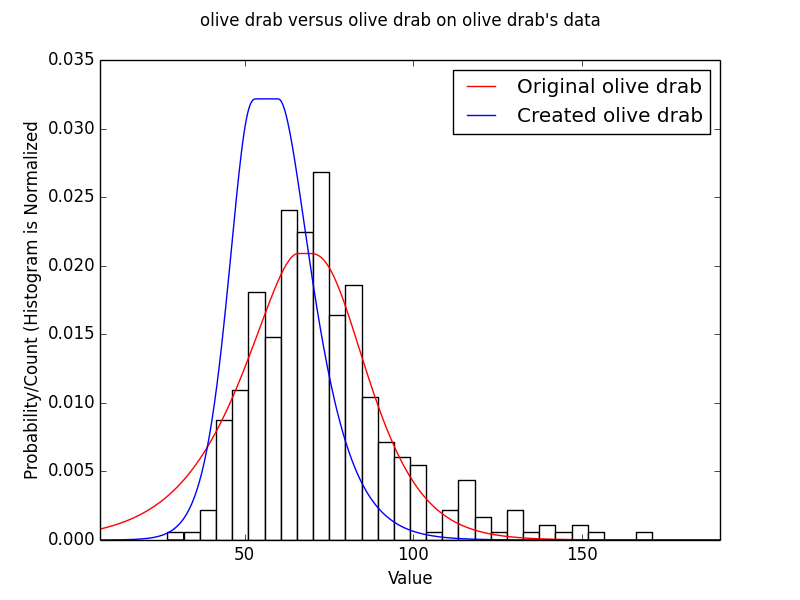 olive drab versus olive drab on olive drab's data
0.035
0.030
0.025
0.020
0.015
0.010
0.005
0.000
Probability/Count (Histogram is Normalized
Original olive drab
Created olive drab
50
100
150
Value